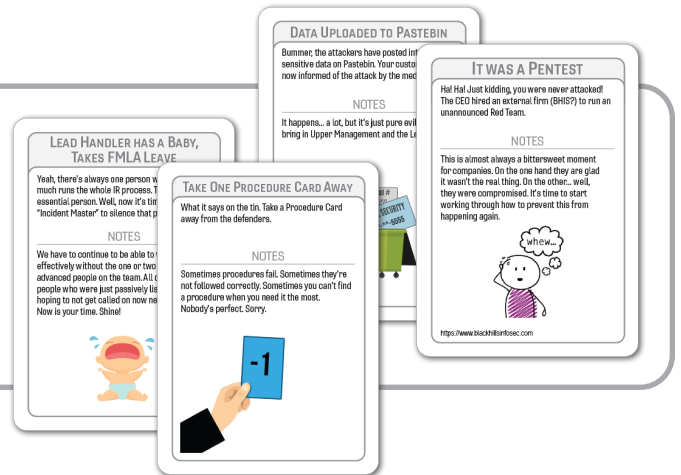 DATA UPLOADED TO PASTEBIN
Bummer, the attackers have posted
sensitive data on Pastebin. Your
now informed of the attack by the
NOTES
It happens... a lot, but it's just pure
bring in Upper Management and the
#
SECURITY
5555
IT WAS A PENTEST
Ha! Ha! Just kidding, you were never attacked!
The CEO hired an external firm (BHIS?) to run an
unannounced Red Team.
NOTES
This is almost always a bittersweet moment
for companies. On the one hand they are glad
it wasn't the real thing. On the other... well,
they were compromised. It's time to start
working through how to prevent this from
happening again.
whew...
https://www.blackhillsinfosec.com
LEAD HANDLER HAS A BABY,
TAKES FMLA LEAVE
Yeah, there's always one person
much runs the whole IR process.
essential person. Well, now it's
"Incident Master" to silence that
NOTES
We have to continue to be able to
effectively without the one or two
advanced people on the team. All
people who were just passively
hoping to not get called on now
Now is your time. Shine!
TAKE ONE PROCEDURE CARD AWAY
What it says on the tin. Take a Procedure Card
away from the defenders.
NOTES
Sometimes procedures fail. Sometimes they're
not followed correctly. Sometimes you can't find
a procedure when you need it the most.
Nobody's perfect. Sorry.
-1